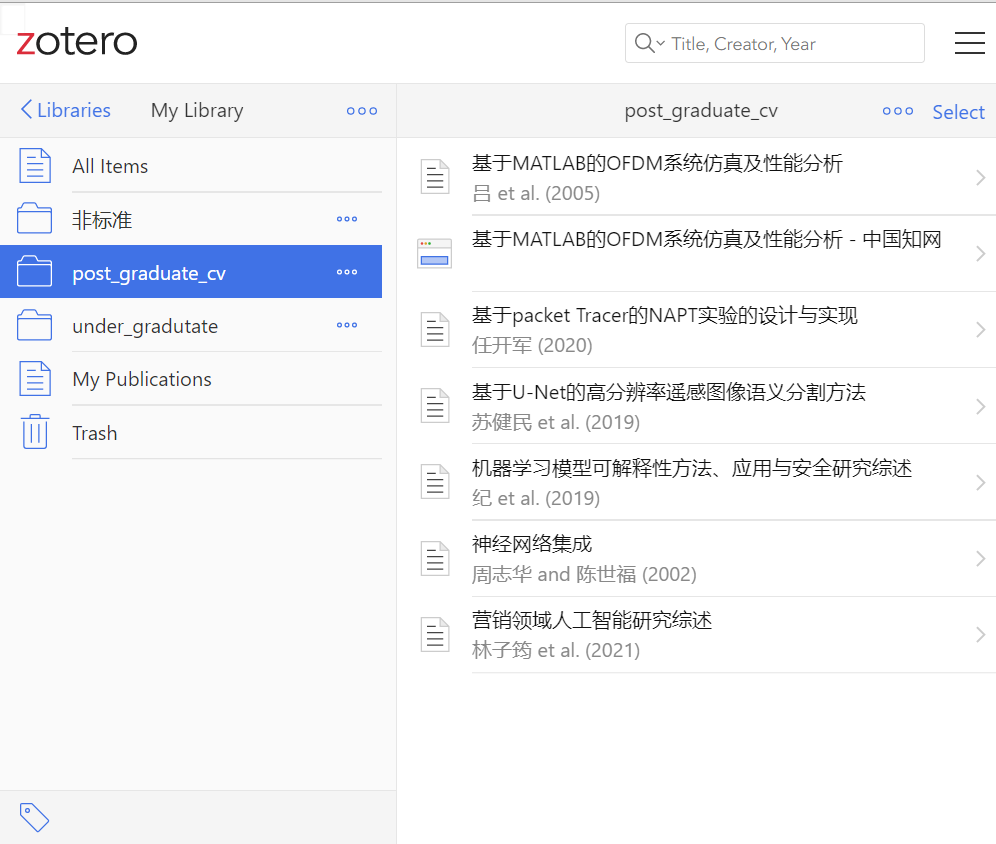 zotero
Title, Creator, Year
Libraries
My Library
post_graduate_cv
Select
All Items
非标准
post_graduate_cv
under_gradutate
My Publications
Trash
基于MATLAB的OFDM系统仿真及性能分析
吕 et al. (2005)
基于MATLAB的OFDM系统仿真及性能分析 - 中国知网
基于packet Tracer的NAPT实验的设计与实现
任开军 (2020)
基于U-Net的高分辨率遥感图像语义分割方法
苏健民 et al. (2019)
机器学习模型可解释性方法、应用与安全研究综述
纪 et al. (2019)
神经网络集成
周志华 and 陈世福 (2002)
营销领域人工智能研究综述
林子筠 et al. (2021)